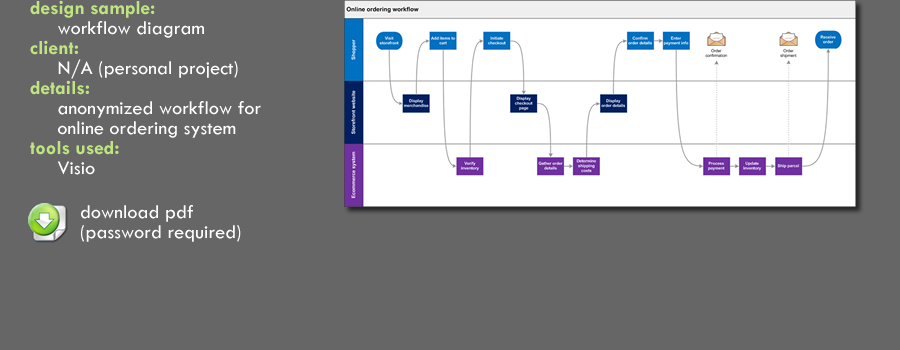 design sample:
workflow diagram
client:
N/A (personal project)
details:
anonymized workflow for
online ordering system
tools used:
Visio
download pdf
(password required)
Online ordering workflow
Shopper
Visit
storefront
Add items to
cart
Initiate
checkout
Confirm
order details
Enter
payment info
Order
confirmation
Order
shipment
Receive
order
Storefront website
Display
merchandise
Display
checkout
page
Display
order details
Ecommerce system
Verify
inventory
Gather order
details
Determine
shipping
costs
Process
payment
Update
inventory
Ship parcel